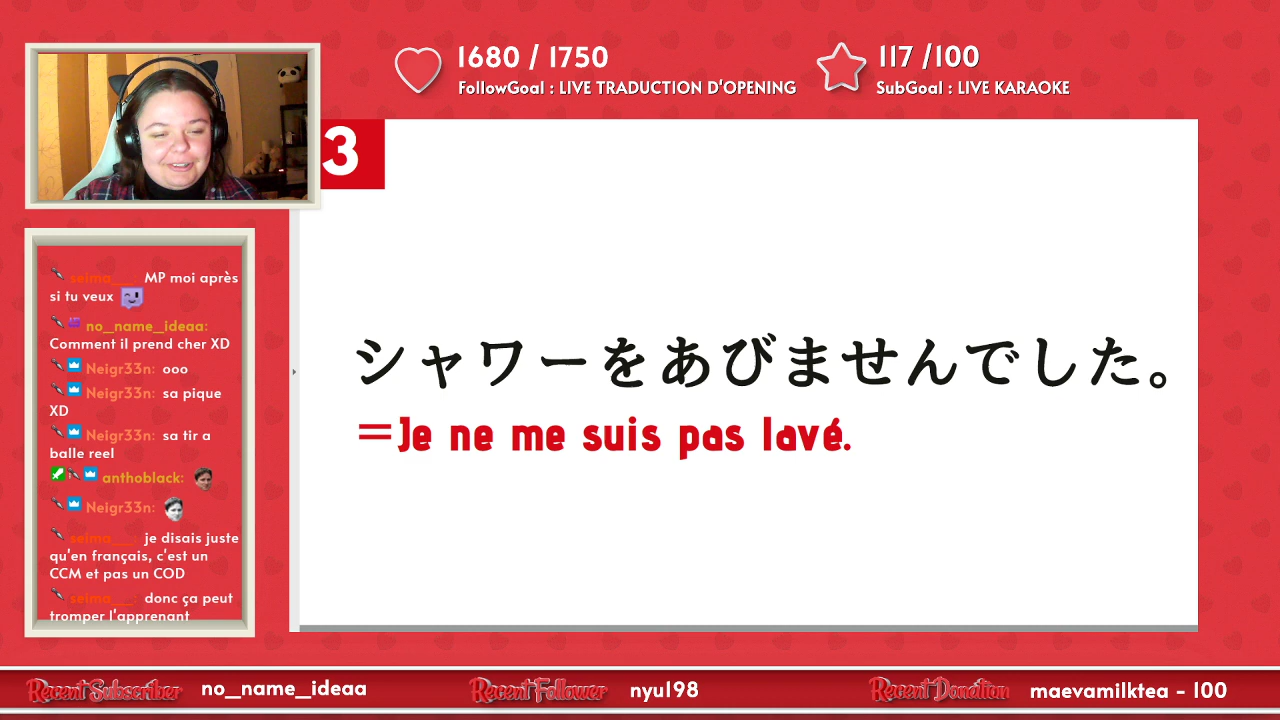 1680 / 1750
FollowGoal : LIVE TRADUCTION D'OPENING
117 /100
SubGoal : LIVE KARAOKE
3
シャワーをあびませんでした。
=Je ne me suis pas lavé.
seima___: MP moi après
si tu veux
no_name_ideaa:
Comment il prend cher XD
Neigr33n: ooo
Neigr33n: sa pique
XD
Neigr33n: sa tir a
balle reel
anthoblack:
Neigr33n:
seima___: je disais juste
qu'en français, c'est un
CCM et pas un COD
seima___: donc ça peut
tromper l'apprenant
Recent Subscriber no_name_ideaa
Recent Follower nyu198
Recent Donation maevamilktea - 100